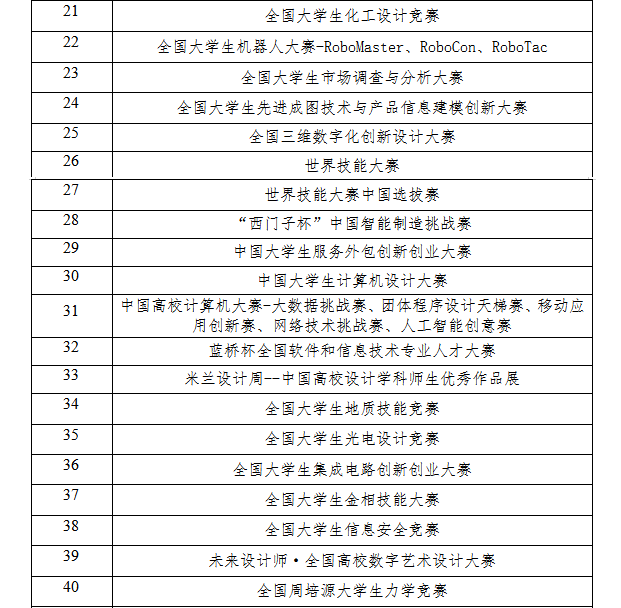 21 全国大学生化工设计竞赛
22 全国大学生机器人大赛-RoboMaster、RoboCon、RoboTac
23 全国大学生市场调查与分析大赛
24 全国大学生先进成图技术与产品信息建模创新大赛
25 全国三维数字化创新设计大赛
26 世界技能大赛
27 世界技能大赛中国选拔赛
28 “西门子杯”中国智能制造挑战赛
29 中国大学生服务外包创新创业大赛
30 中国大学生计算机设计大赛
31 中国高校计算机大赛-大数据挑战赛、团体程序设计天梯赛、移动应
用创新赛、网络技术挑战赛、人工智能创意赛
32 蓝桥杯全国软件和信息技术专业人才大赛
33 米兰设计周--中国高校设计学科师生优秀作品展
34 全国大学生地质技能竞赛
35 全国大学生光电设计竞赛
36 全国大学生集成电路创新创业大赛
37 全国大学生金相技能大赛
38 全国大学生信息安全竞赛
39 未来设计师·全国高校数字艺术设计大赛
40 全国周培源大学生力学竞赛